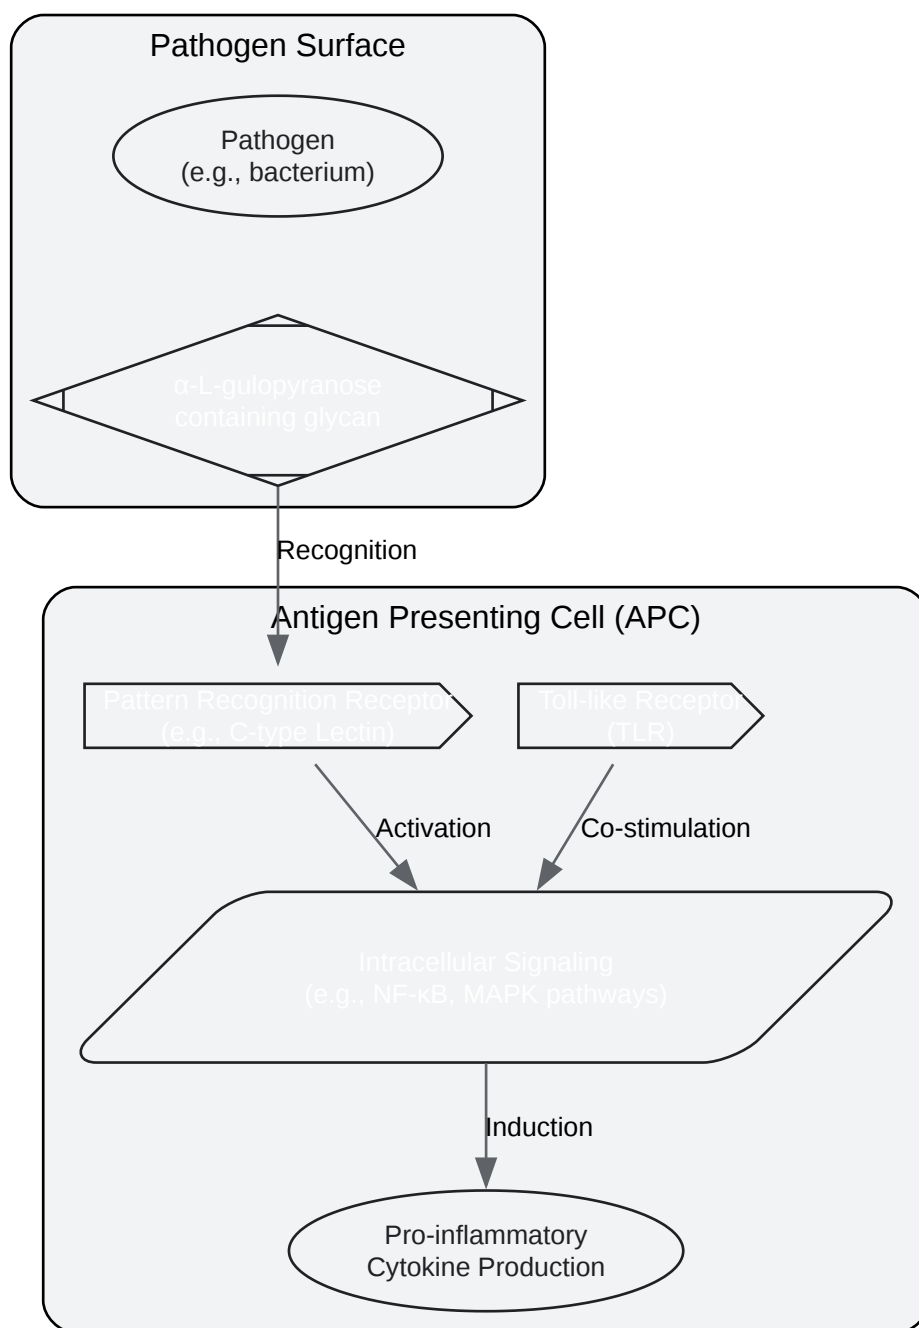 Pathogen Surface
Pathogen
(e.g., bacterium)
α-L-gulopyranose
containing glycan
Recognition
Antigen Presenting Cell (APC)
Pattern Recognition Receptor
(e.g., C-type Lectin)
Toll-like Receptor
(TLR)
Activation
Co-stimulation
Intracellular Signaling
(e.g., NF-κB, MAPK pathways)
Induction
Pro-inflammatory
Cytokine Production